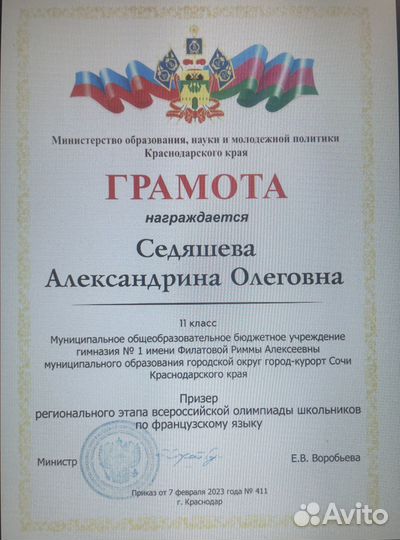 Министерство образования, науки и молодежной политики
Краснодарского края
ГРАМОТА
награждается
Седяшева
Александрина Олеговна
11 класс
Муниципальное общеобразовательное бюджетное учреждение
гимназия № 1 имени Филатовой Риммы Алексеевны
муниципального образования городской округ город-курорт Сочи
Краснодарского края
Призер
регионального этапа всероссийской олимпиады школьников
по французскому языку
Министр
Е.В. Воробьева
Приказ от 7 февраля 2023 года № 411
г. Краснодар
Avito